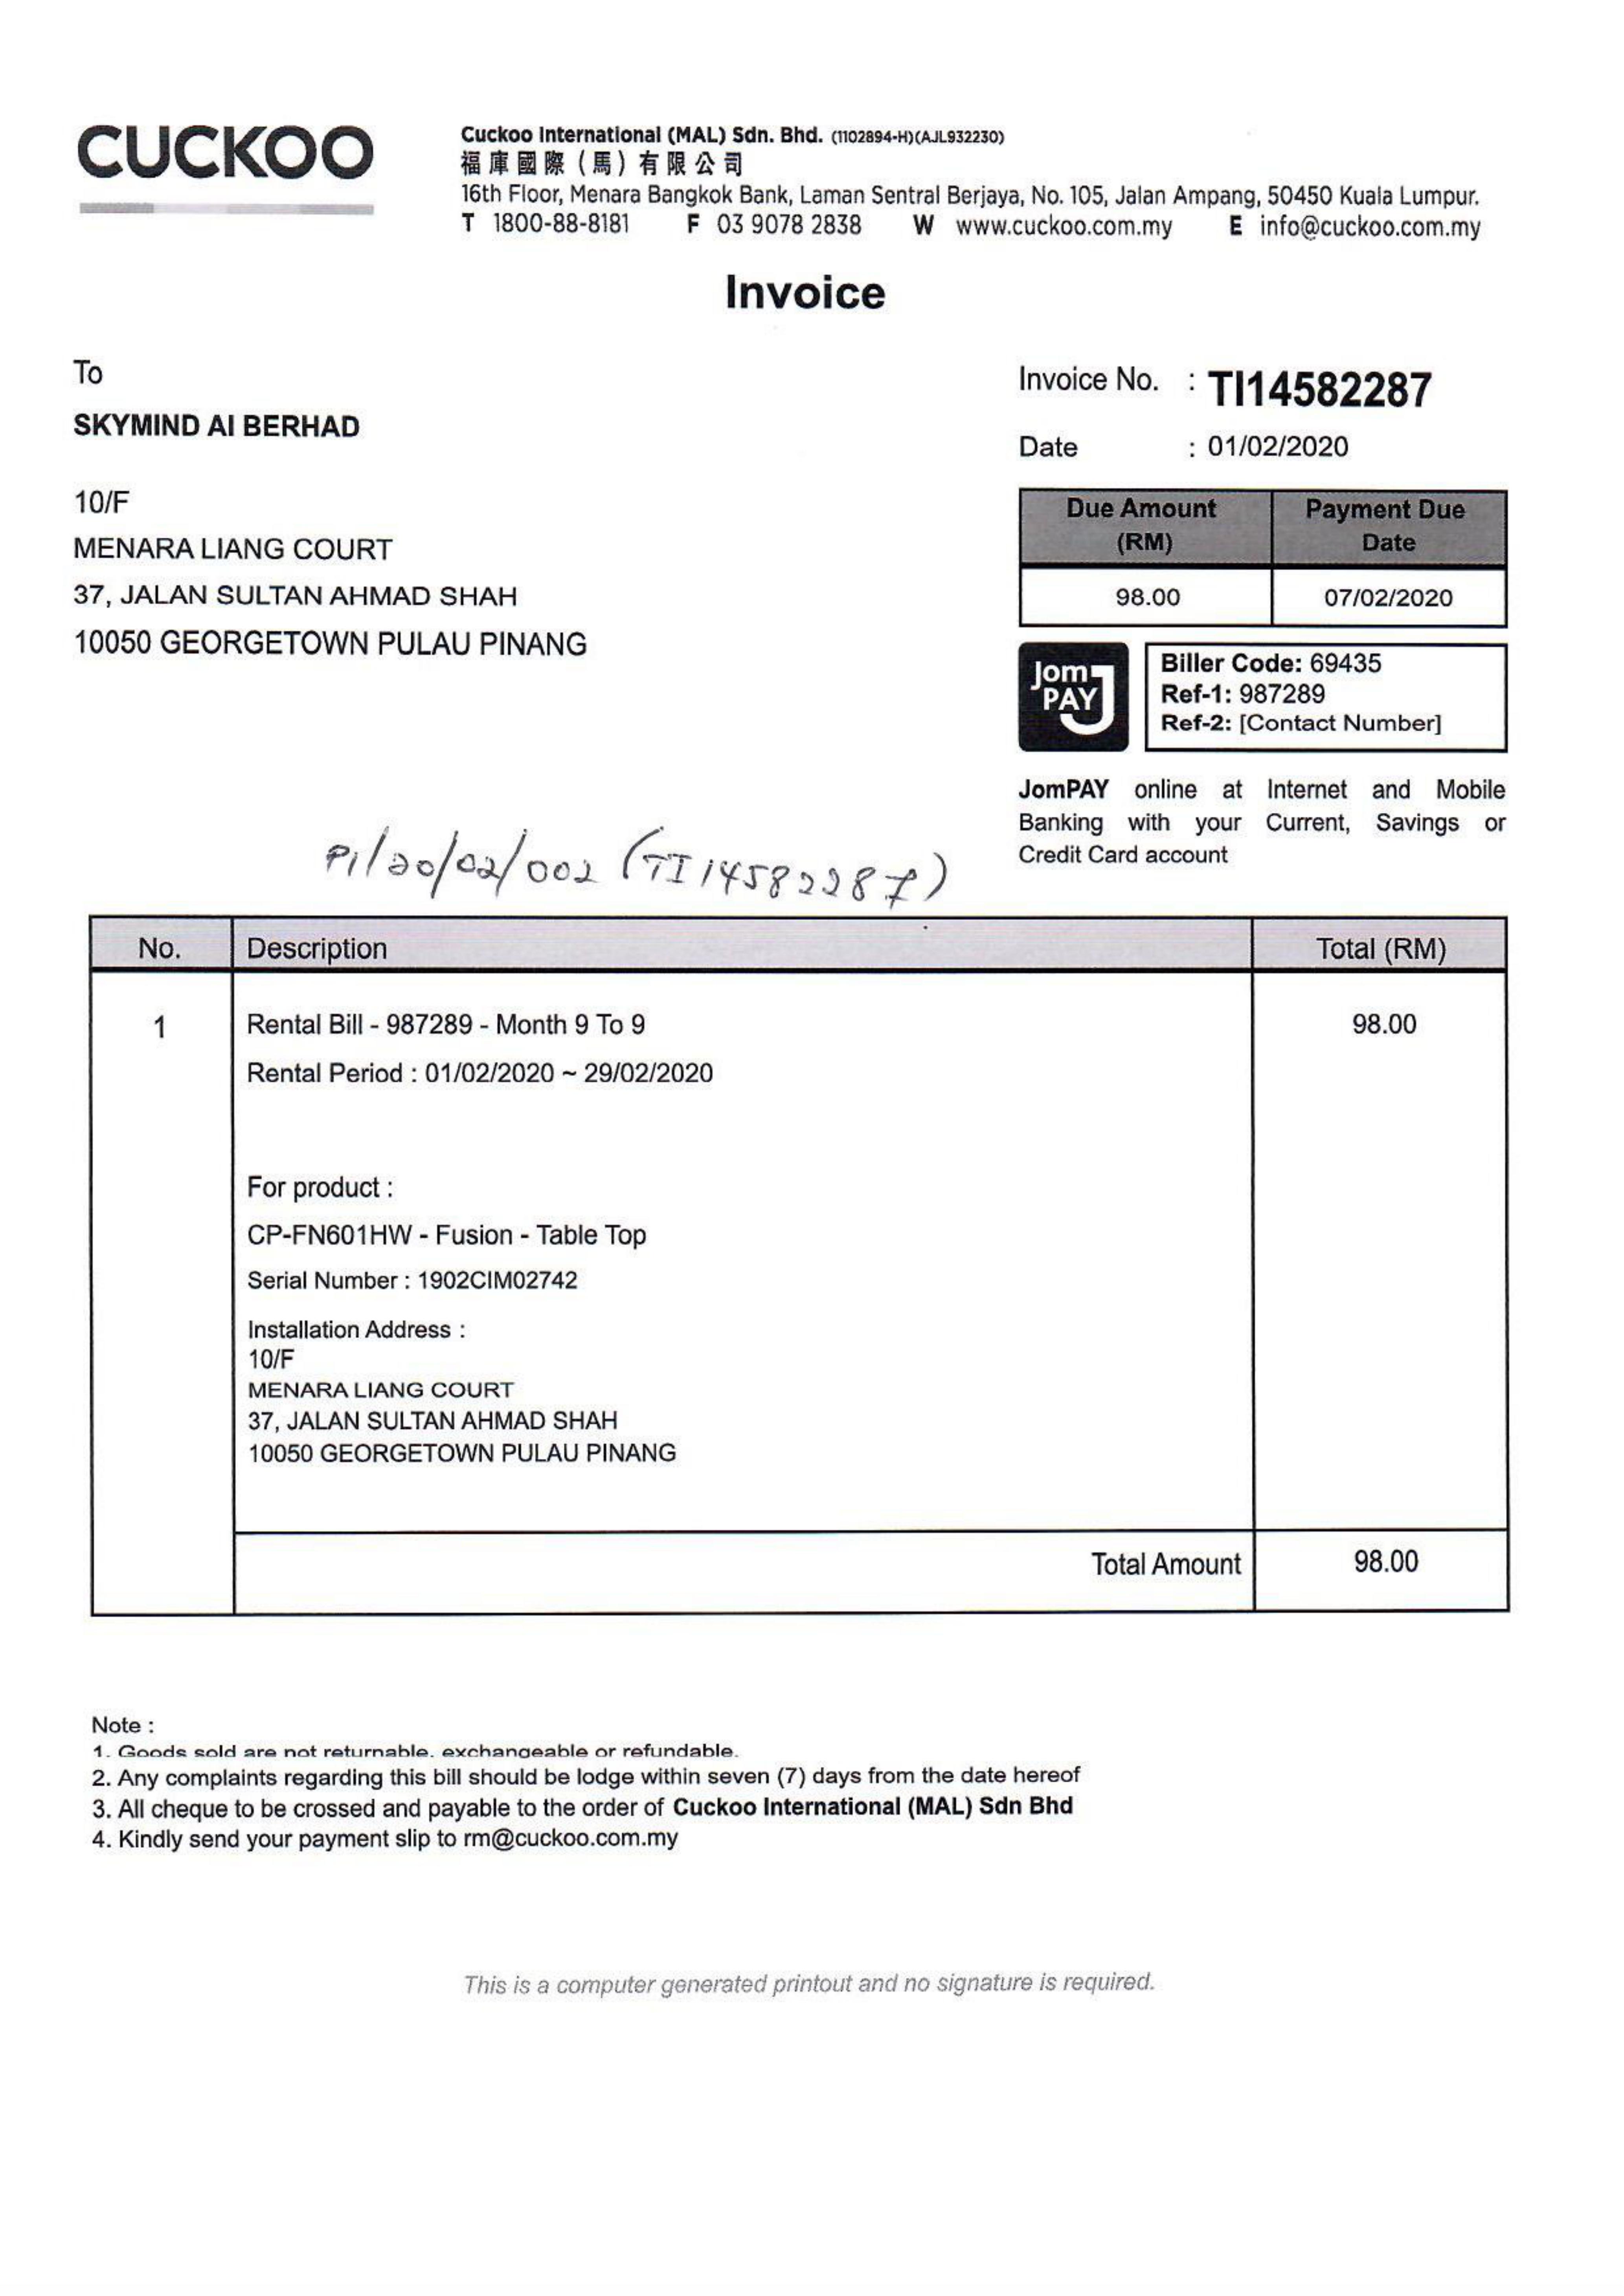 CUCKOO
Cuckoo International (MAL) Sdn. Bhd. (1102894-H)(AJL932230)
福庫國際（馬）有限公司
16th Floor, Menara Bangkok Bank, Laman Sentral Berjaya, No. 105, Jalan Ampang, 50450 Kuala Lumpur.
T 1800-88-8181 F 03 9078 2838 W www.cuckoo.com.my E info@cuckoo.com.my
Invoice
To
SKYMIND AI BERHAD
10/F
MENARA LIANG COURT
37, JALAN SULTAN AHMAD SHAH
10050 GEORGETOWN PULAU PINANG
Invoice No. : TI14582287
Date : 01/02/2020
Due Amount (RM) Payment Due Date
98.00 07/02/2020
Jom PAY
Biller Code: 69435
Ref-1: 987289
Ref-2: [Contact Number]
JomPAY online at Internet and Mobile
Banking with your Current, Savings or
Credit Card account
PI/20/02/002 (TI14582287)
No. Description Total (RM)
1 Rental Bill - 987289 - Month 9 To 9 98.00
Rental Period : 01/02/2020 ~ 29/02/2020
For product :
CP-FN601HW - Fusion - Table Top
Serial Number : 1902CIM02742
Installation Address :
10/F
MENARA LIANG COURT
37, JALAN SULTAN AHMAD SHAH
10050 GEORGETOWN PULAU PINANG
Total Amount 98.00
Note :
1. Goods sold are not returnable, exchangeable or refundable.
2. Any complaints regarding this bill should be lodge within seven (7) days from the date hereof
3. All cheque to be crossed and payable to the order of Cuckoo International (MAL) Sdn Bhd
4. Kindly send your payment slip to rm@cuckoo.com.my
This is a computer generated printout and no signature is required.